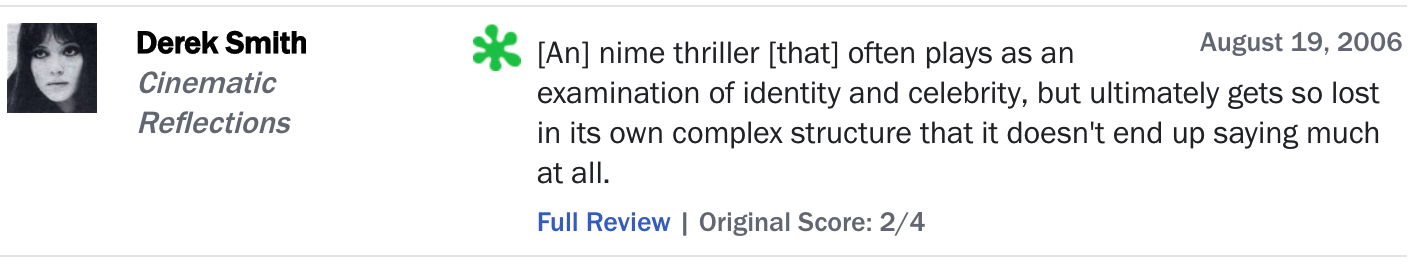 Derek Smith
Cinematic
Reflections
[An] nime thriller [that] often plays as an
August 19, 2006
examination of identity and celebrity, but ultimately gets so lost
in its own complex structure that it doesn't end up saying much
at all.
Full Review | Original Score: 2/4